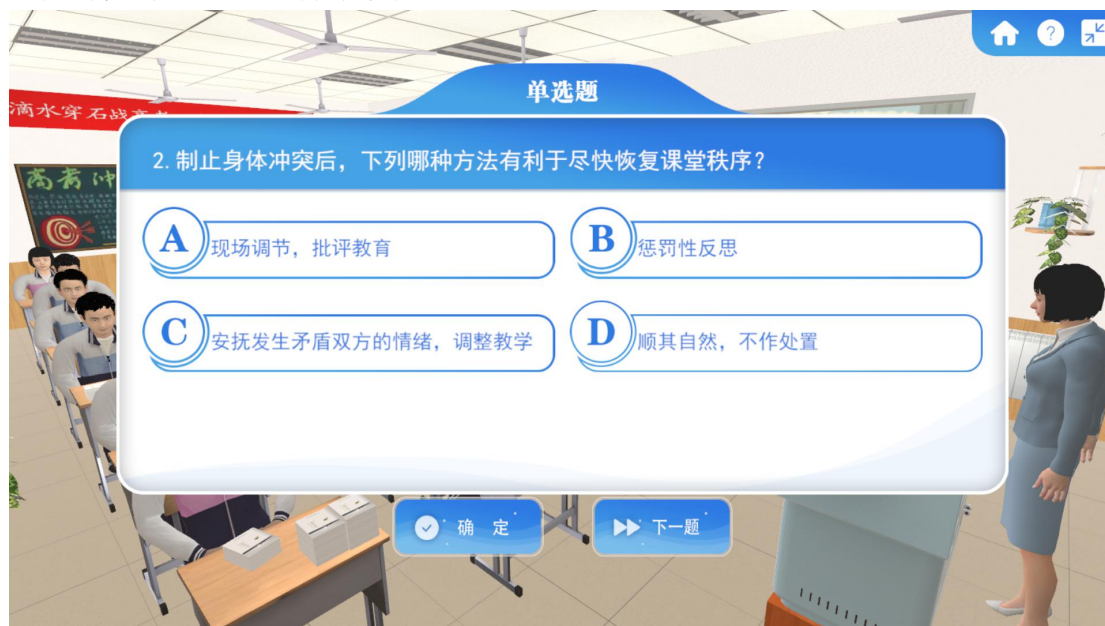 单选题
滴水穿石战高考
2. 制止身体冲突后，下列哪种方法有利于尽快恢复课堂秩序？
高考冲
A 现场调节，批评教育
B 惩罚性反思
C 安抚发生矛盾双方的情绪，调整教学
D 顺其自然，不作处置
确 定
下一题